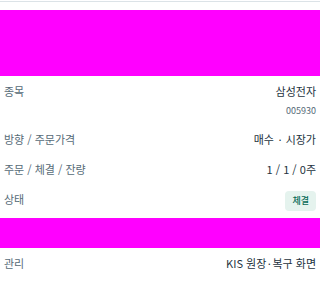 종목 삼성전자
005930
방향 / 주문가격 매수 · 시장가
주문 / 체결 / 잔량 1 / 1 / 0주
상태 체결
관리 KIS 원장·복구 화면